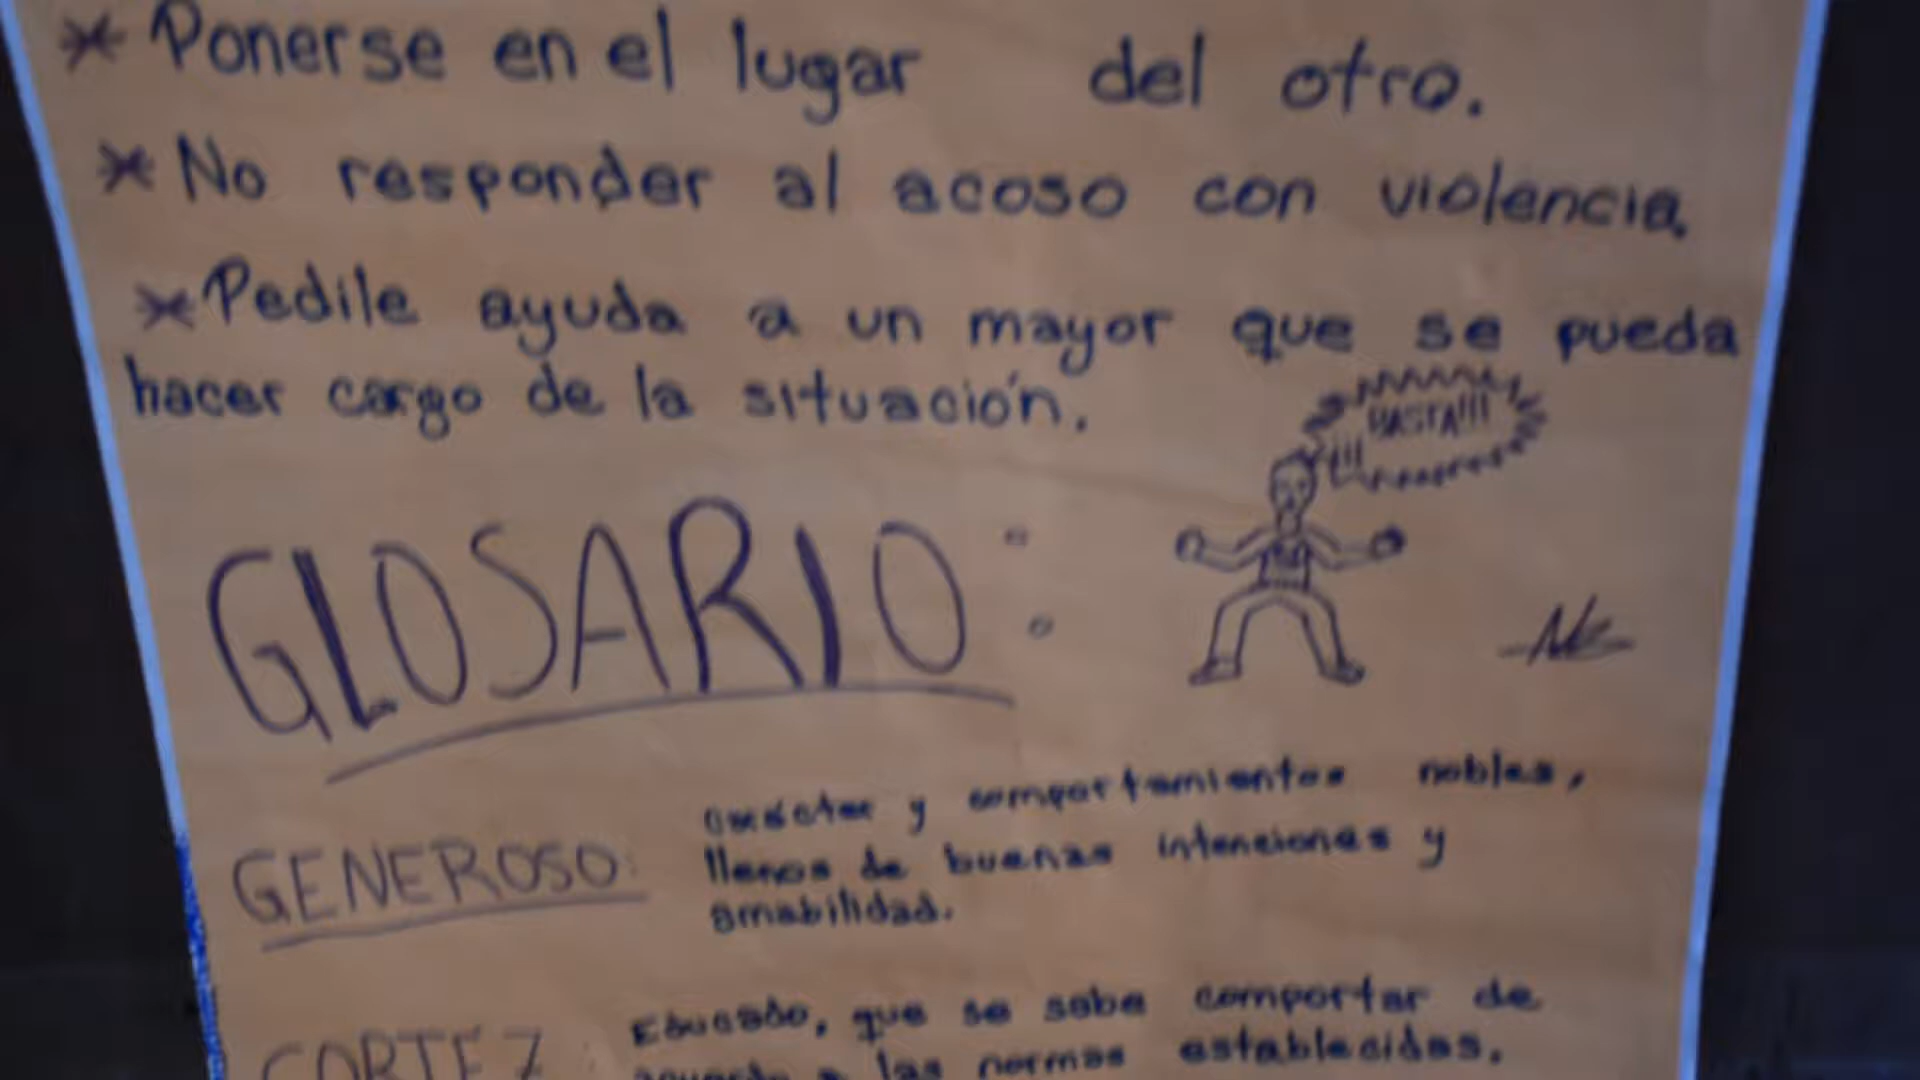 * Ponerse en el lugar del otro.
* No responder al acoso con violencia.
* Pedile ayuda a un mayor que se pueda
hacer cargo de la situación.
BASTA!!!
!!!
GLOSARIO:
GENEROSO:
carácter y comportamientos nobles,
llenos de buenas intenciones y
amabilidad.
CORTEZ:
Educado, que se sabe comportar de
acuerdo a las normas establecidas.